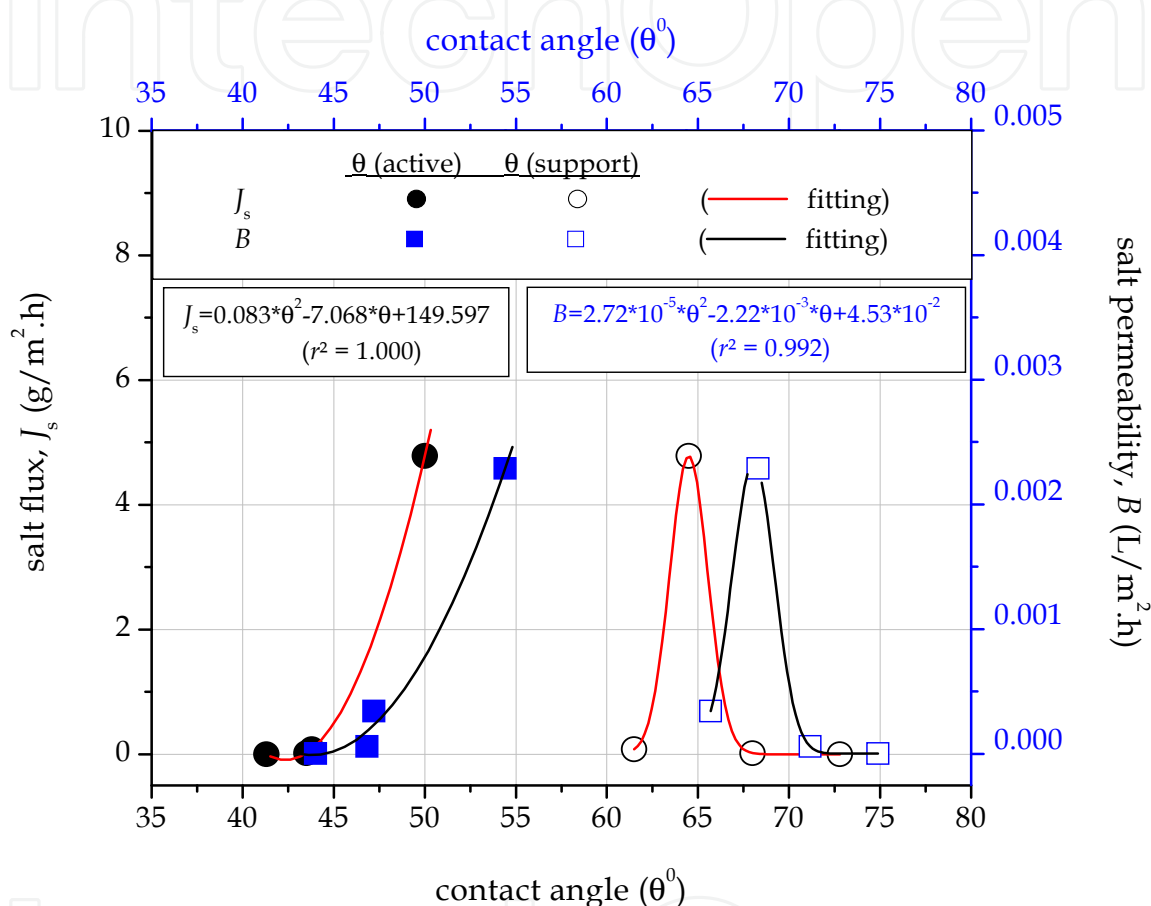 IntechOpen
contact angle (θ⁰)
35 40 45 50 55 60 65 70 75 80
10 8 6 4 2 0
0.005 0.004 0.003 0.002 0.001 0.000
salt flux, Jₛ (g/m².h)
salt permeability, B (L/m².h)
θ (active) θ (support)
Jₛ ( fitting)
B ( fitting)
Jₛ=0.083*θ²-7.068*θ+149.597
(r² = 1.000)
B=2.72*10⁻⁵*θ²-2.22*10⁻³*θ+4.53*10⁻²
(r² = 0.992)
35 40 45 50 55 60 65 70 75 80
contact angle (θ⁰)